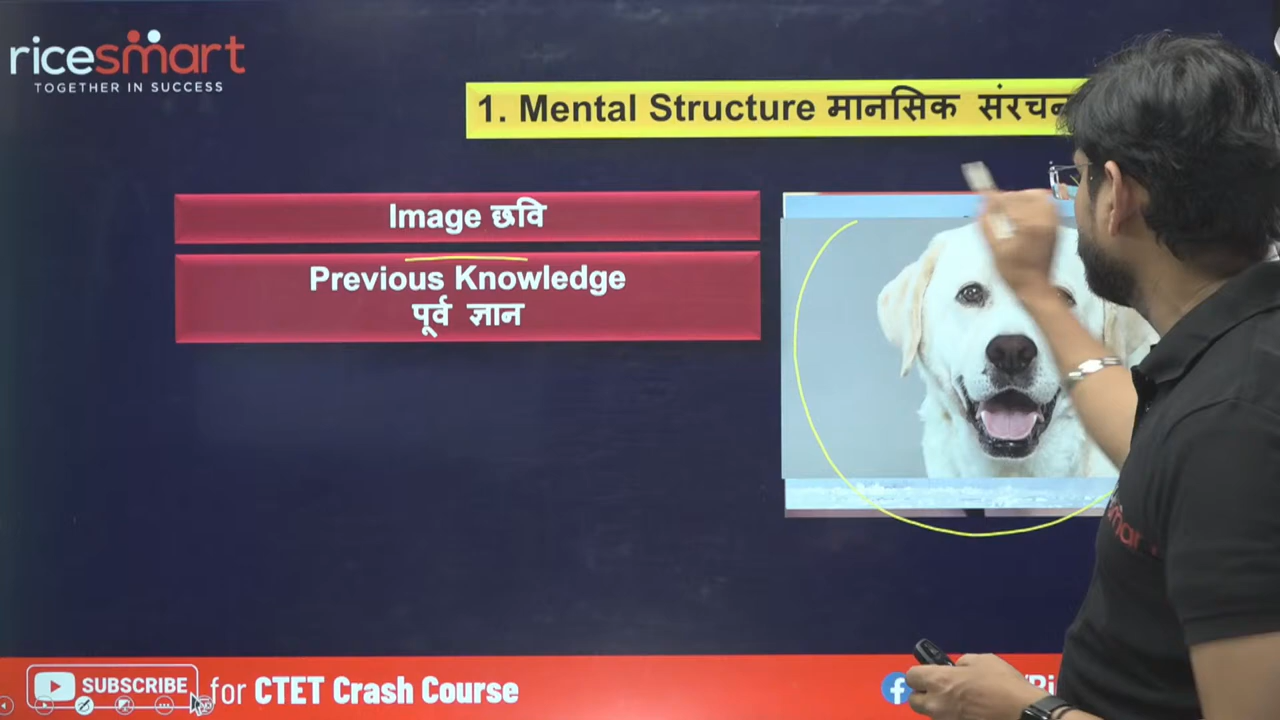 ricesmart
TOGETHER IN SUCCESS
1. Mental Structure मानसिक
Image छवि
Previous Knowledge
पूर्व ज्ञान
SUBSCRIBE for CTET Crash Course